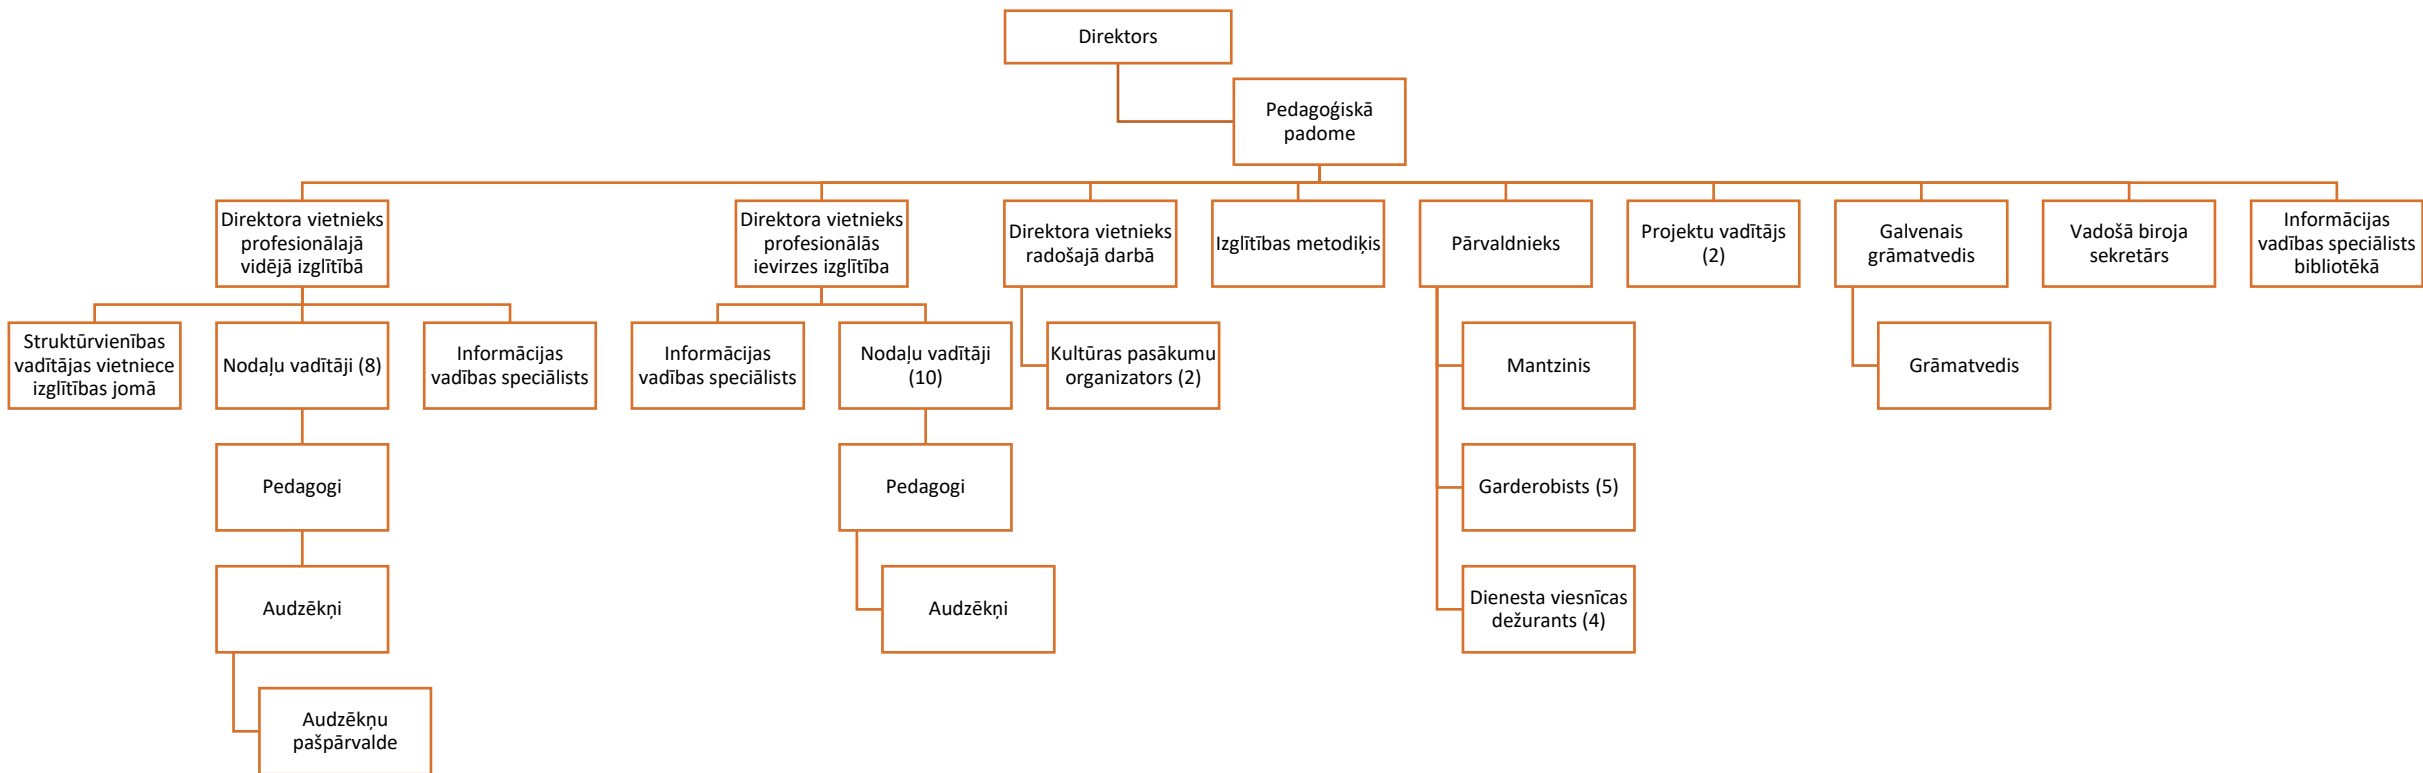 Direktors
Pedagoģiskā
padome
Direktora vietnieks
profesionālajā
vidējā izglītībā
Direktora vietnieks
profesionālās
ievirzes izglītība
Direktora vietnieks
radošajā darbā
Izglītības metodiķis
Pārvaldnieks
Projektu vadītājs
(2)
Galvenais
grāmatvedis
Vadošā biroja
sekretārs
Informācijas
vadības speciālists
bibliotēkā
Struktūrvienības
vadītājas vietniece
izglītības jomā
Nodaļu vadītāji (8)
Informācijas
vadības speciālists
Informācijas
vadības speciālists
Nodaļu vadītāji
(10)
Kultūras pasākumu
organizators (2)
Mantzinis
Grāmatvedis
Pedagogi
Pedagogi
Garderobists (5)
Audzēkņi
Audzēkņi
Dienesta viesnīcas
dežurants (4)
Audzēkņu
pašpārvalde